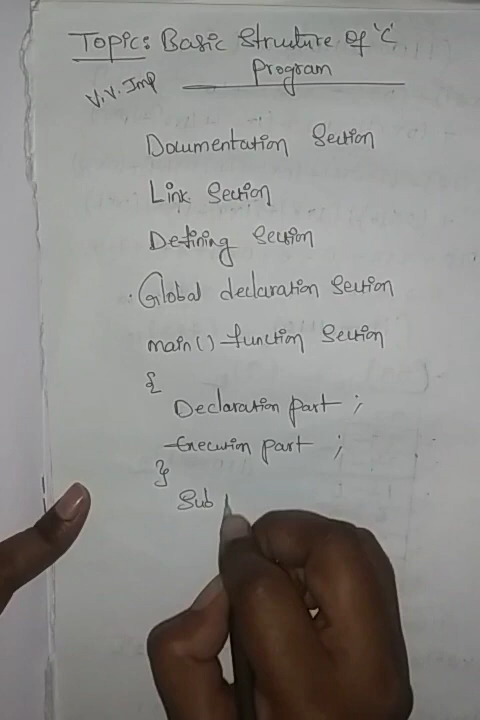 Topic: Basic Structure of 'C'
Program
V.V.Imp
Documentation Section
Link Section
Defining Section
Global declaration Section
main() function Section
{
Declaration part ;
Execution part ;
}
Sub